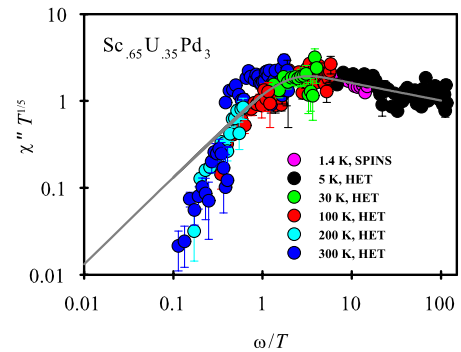 Sc.65U.35Pd3
10
1
0.1
0.01
χ" T1/5
1.4 K, SPINS
5 K, HET
30 K, HET
100 K, HET
200 K, HET
300 K, HET
0.01 0.1 1 10 100
ω/T